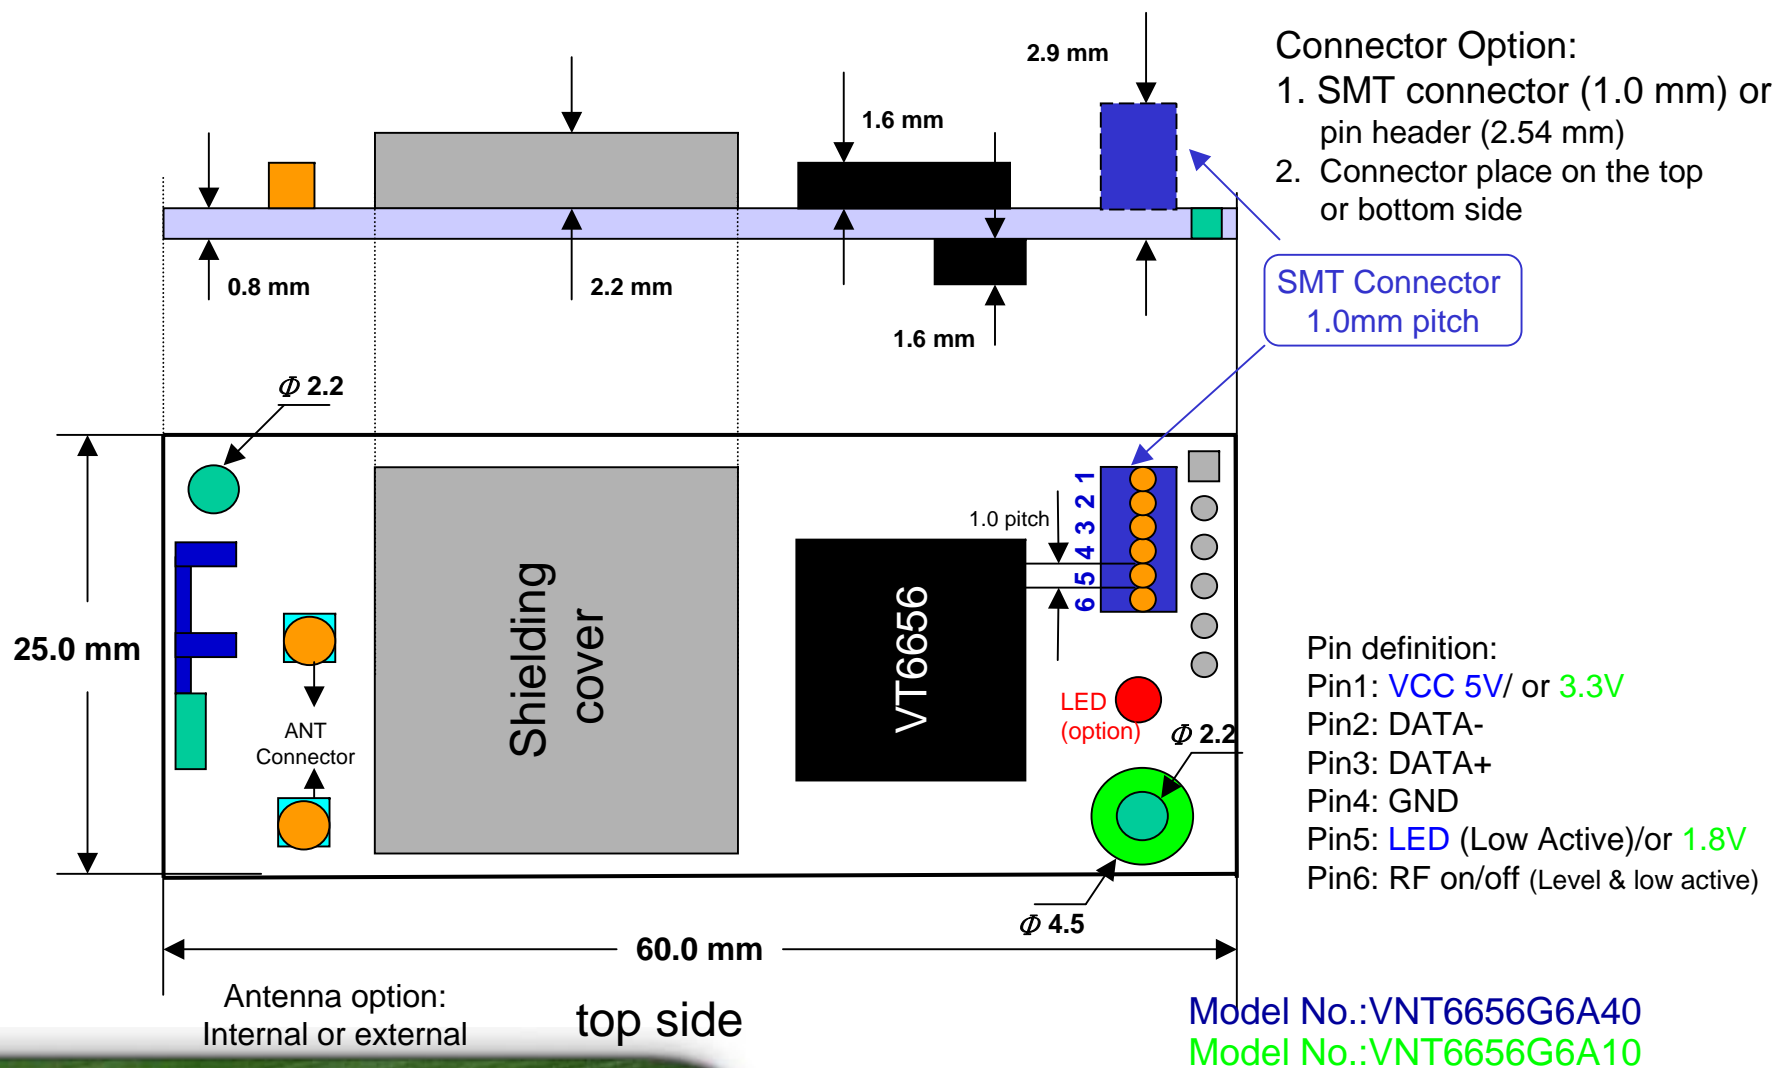 2.9 mm
Connector Option:
1. SMT connector (1.0 mm) or
pin header (2.54 mm)
2. Connector place on the top
or bottom side
1.6 mm
0.8 mm
2.2 mm
1.6 mm
SMT Connector
1.0mm pitch
Φ 2.2
1.0 pitch
1
2
3
4
5
6
25.0 mm
Shielding
cover
VT6656
ANT
Connector
LED
(option)
Φ 2.2
Φ 4.5
Pin definition:
Pin1: VCC 5V/ or 3.3V
Pin2: DATA-
Pin3: DATA+
Pin4: GND
Pin5: LED (Low Active)/or 1.8V
Pin6: RF on/off (Level & low active)
60.0 mm
Antenna option:
Internal or external
top side
Model No.:VNT6656G6A40
Model No.:VNT6656G6A10